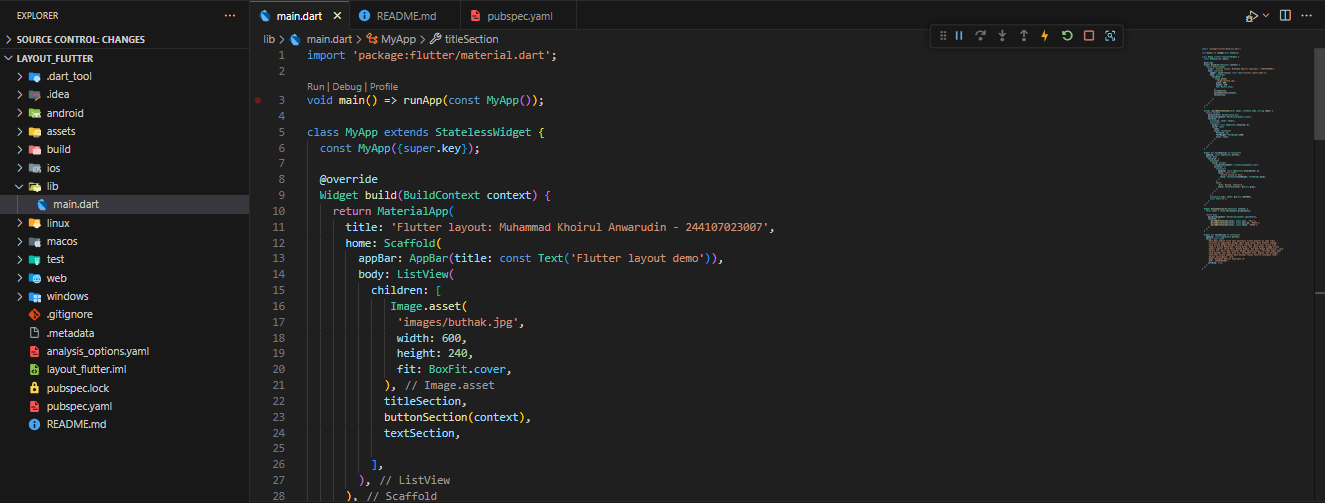 EXPLORER
SOURCE CONTROL: CHANGES
LAYOUT_FLUTTER
.dart_tool
.idea
android
assets
build
ios
lib
main.dart
linux
macos
test
web
windows
.gitignore
.metadata
analysis_options.yaml
layout_flutter.iml
pubspec.lock
pubspec.yaml
README.md
main.dart README.md pubspec.yaml
lib > main.dart > MyApp > titleSection
1 import 'package:flutter/material.dart';
2
Run | Debug | Profile
3 void main() => runApp(const MyApp());
4
5 class MyApp extends StatelessWidget {
6 const MyApp({super.key});
7
8 @override
9 Widget build(BuildContext context) {
10 return MaterialApp(
11 title: 'Flutter layout: Muhammad Khoirul Anwarudin - 244107023007',
12 home: Scaffold(
13 appBar: AppBar(title: const Text('Flutter layout demo')),
14 body: ListView(
15 children: [
16 Image.asset(
17 'images/buthak.jpg',
18 width: 600,
19 height: 240,
20 fit: BoxFit.cover,
21 ), // Image.asset
22 titleSection,
23 buttonSection(context),
24 textSection,
25
26 ],
27 ), // ListView
28 ), // Scaffold